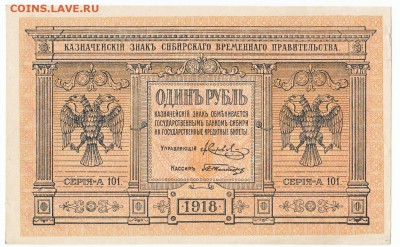 COINS.LAVE.RU
КАЗНАЧЕЙСКІЙ ЗНАКЪ СИБИРСКАГО ВРЕМЕННАГО ПРАВИТЕЛЬСТВА.
ОДИНЪ РУБЛЬ
КАЗНАЧЕЙСКІЙ ЗНАКЪ ОБМѢНИВАЕТСЯ
ГОСУДАРСТВЕННЫМЪ БАНКОМЪ СИБИРИ
НА ГОСУДАРСТВЕННЫЕ КРЕДИТНЫЕ БИЛЕТЫ.
УПРАВЛЯЮЩІЙ
КАССИРЪ
СЕРІЯ-А 101.
СЕРІЯ-А 101.
1918